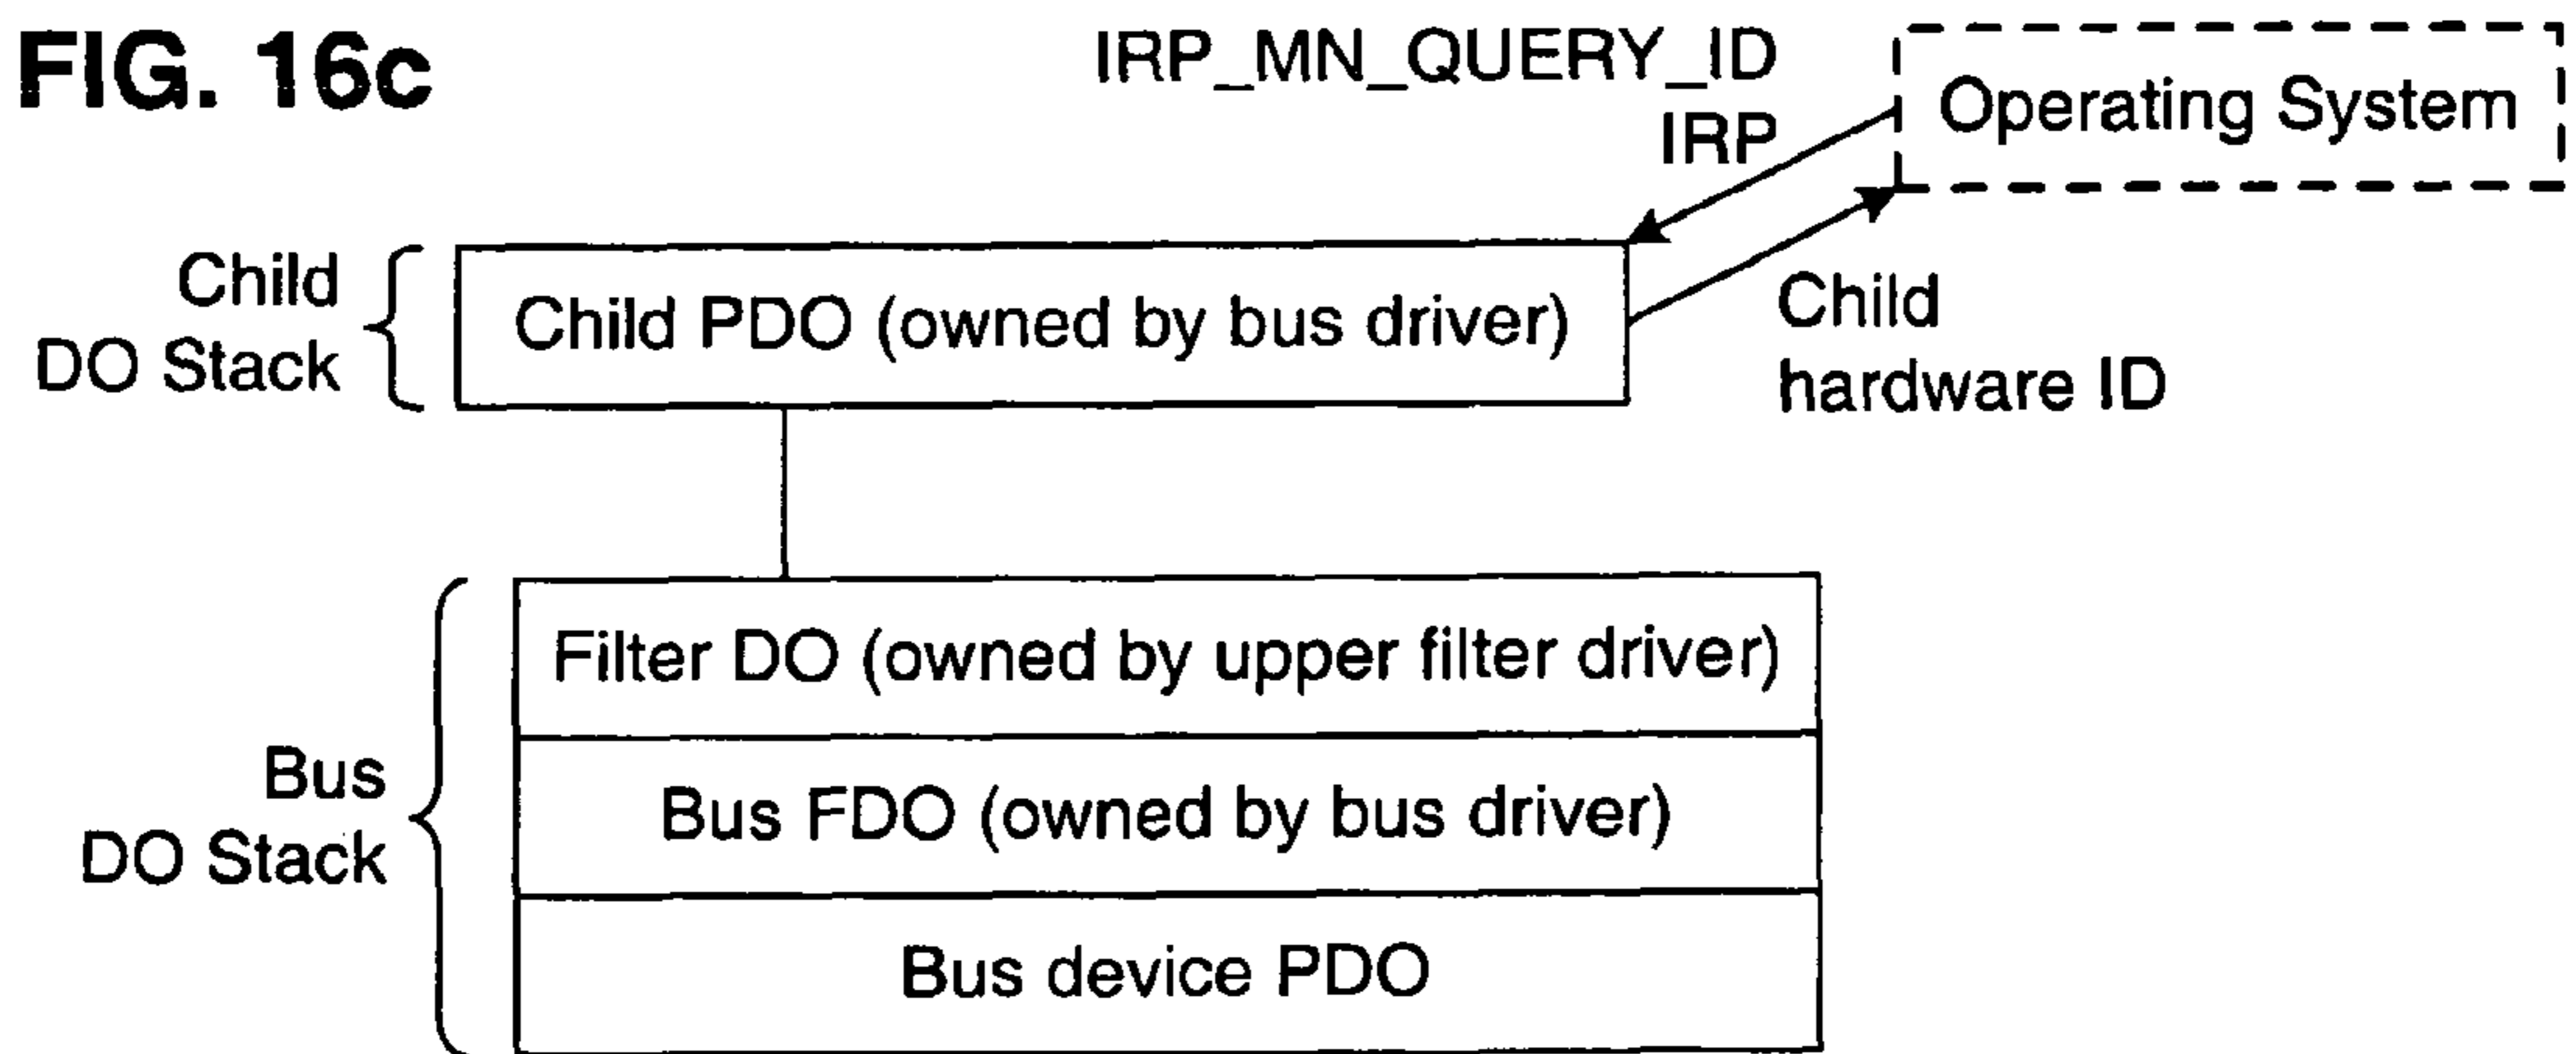 FIG. 16c
IRP_MN_QUERY_ID
IRP
Operating System
Child
DO Stack
Child PDO (owned by bus driver)
Child
hardware ID
Filter DO (owned by upper filter driver)
Bus
DO Stack
Bus FDO (owned by bus driver)
Bus device PDO